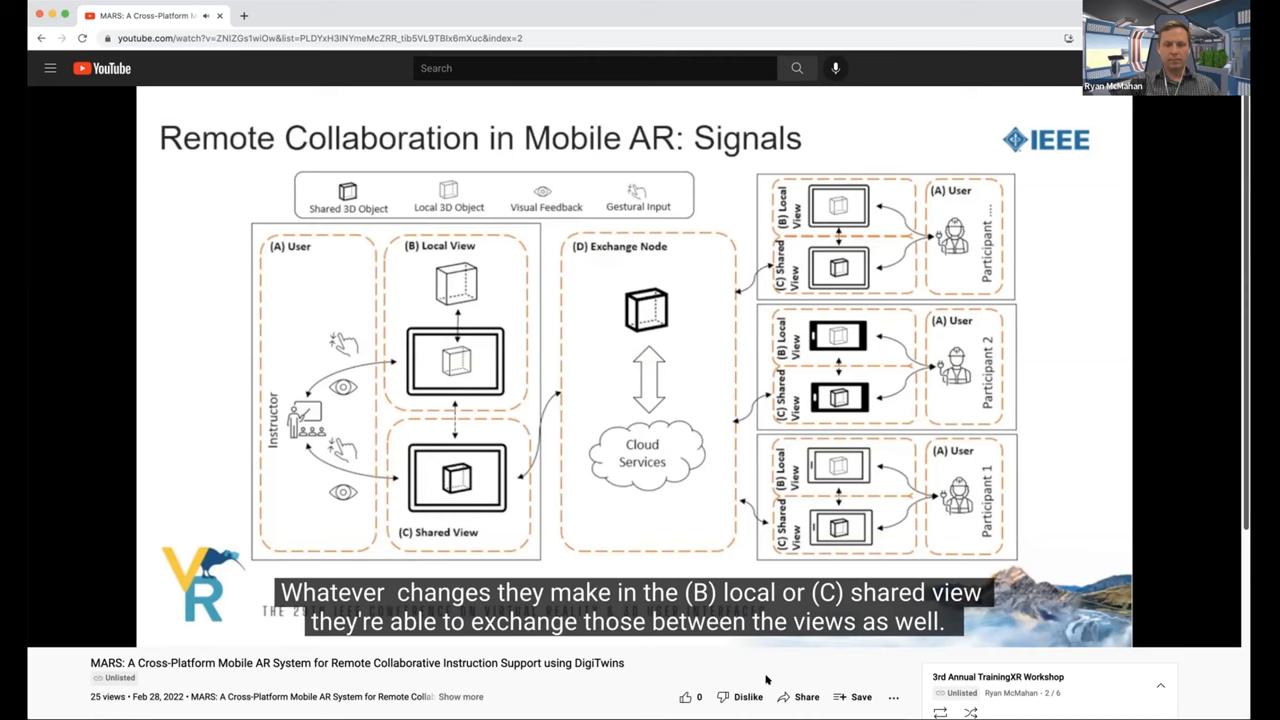 MARS: A Cross-Platform M
youtube.com/watch?v=ZNIZGs1wiOw&list=PLDYxH3INYmeMcZRR_tib5VL9TBIx6mXuc&index=2
YouTube
Search
Ryan McMahan
Remote Collaboration in Mobile AR: Signals
IEEE
Shared 3D Object
Local 3D Object
Visual Feedback
Gestural Input
(A) User
(B) Local View
Instructor
(C) Shared View
(D) Exchange Node
Cloud
Services
(B) Local
View
(C) Shared
View
(A) User
Participant ....
(B) Local
View
(C) Shared
View
(A) User
Participant 2
(B) Local
View
(C) Shared
View
(A) User
Participant 1
VR
Whatever changes they make in the (B) local or (C) shared view
they're able to exchange those between the views as well.
MARS: A Cross-Platform Mobile AR System for Remote Collaborative Instruction Support using DigiTwins
Unlisted
25 views • Feb 28, 2022 • MARS: A Cross-Platform Mobile AR System for Remote Collab
Show more
0
Dislike
Share
Save
3rd Annual TrainingXR Workshop
Unlisted Ryan McMahan - 2 / 6